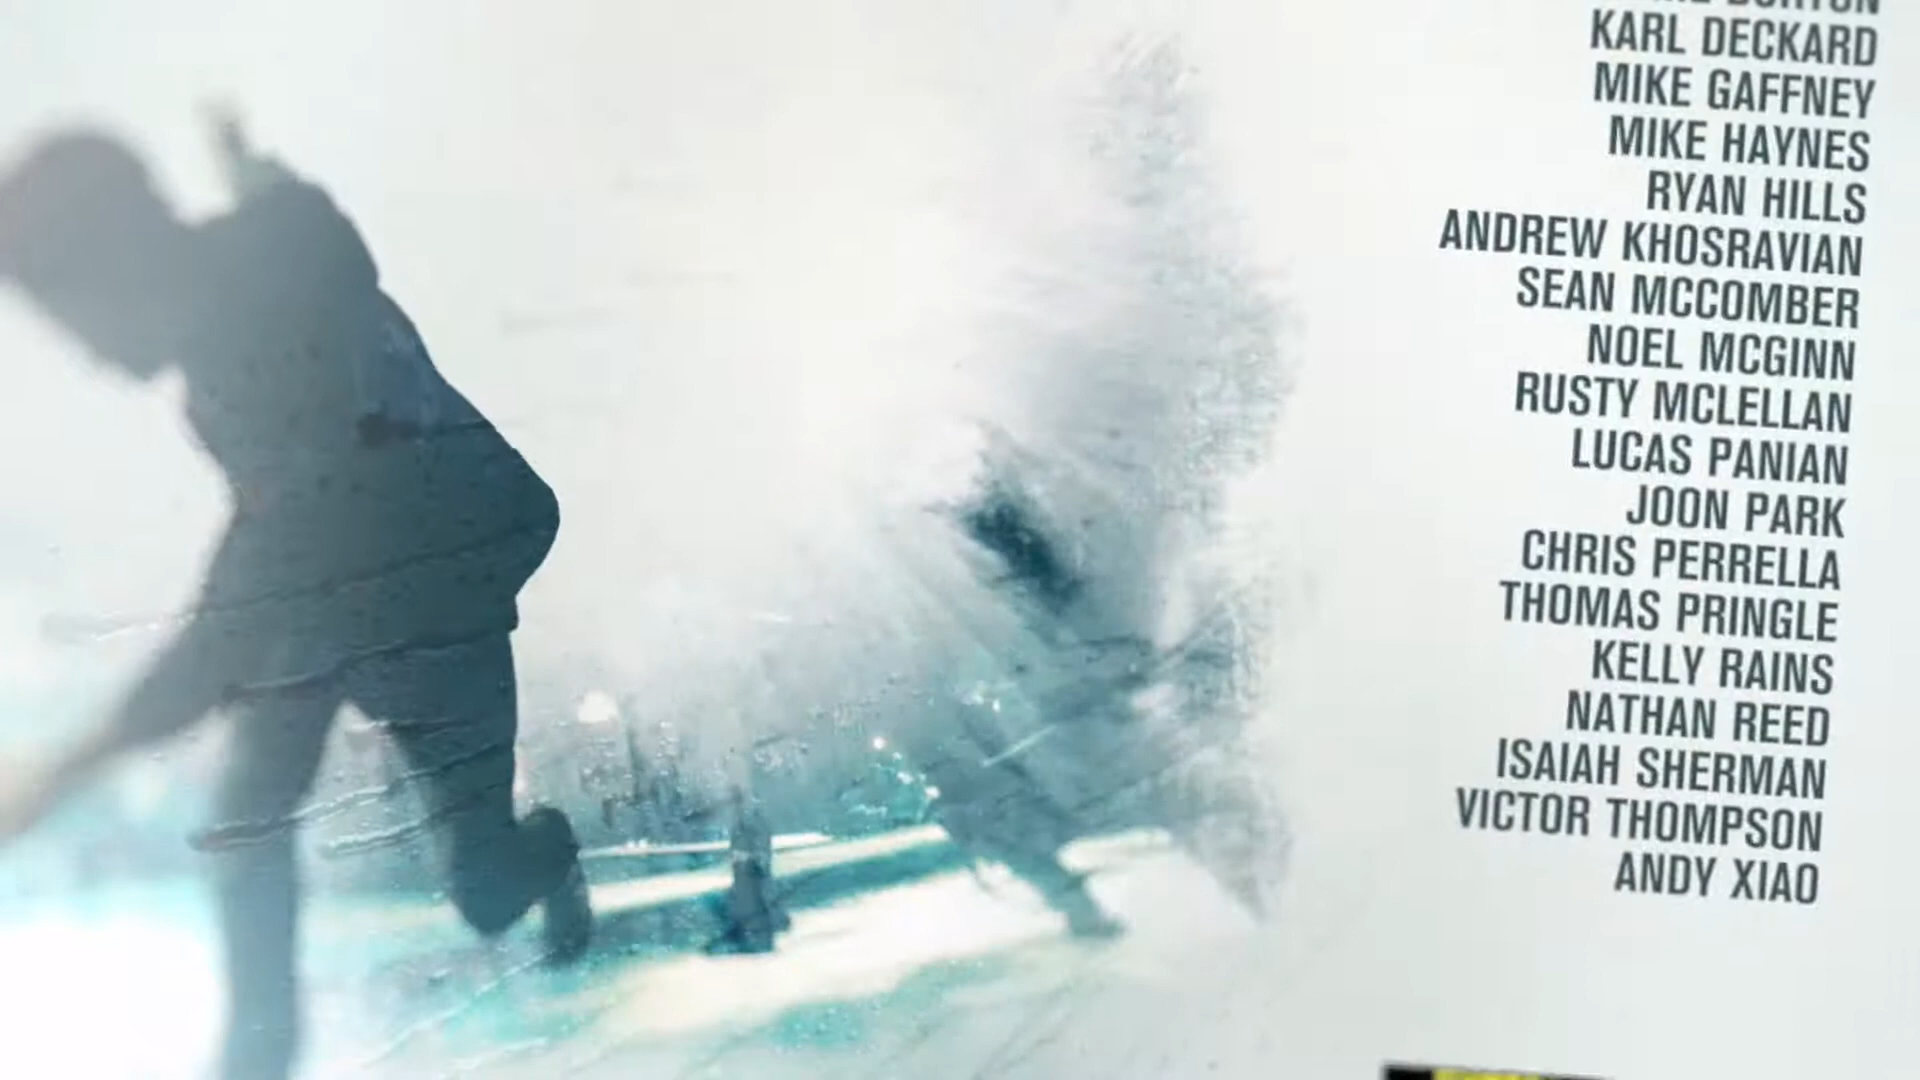 BURTON
KARL DECKARD
MIKE GAFFNEY
MIKE HAYNES
RYAN HILLS
ANDREW KHOSRAVIAN
SEAN MCCOMBER
NOEL MCGINN
RUSTY MCLELLAN
LUCAS PANIAN
JOON PARK
CHRIS PERRELLA
THOMAS PRINGLE
KELLY RAINS
NATHAN REED
ISAIAH SHERMAN
VICTOR THOMPSON
ANDY XIAO